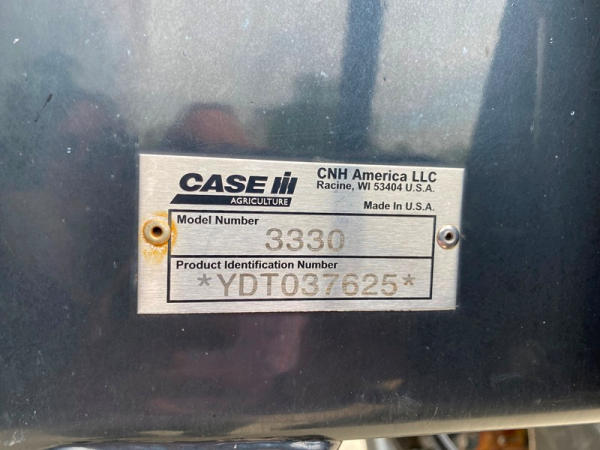 CASE IH
AGRICULTURE
CNH America LLC
Racine, WI 53404 U.S.A.
Made In U.S.A.
Model Number
3330
Product Identification Number
*YDT037625*